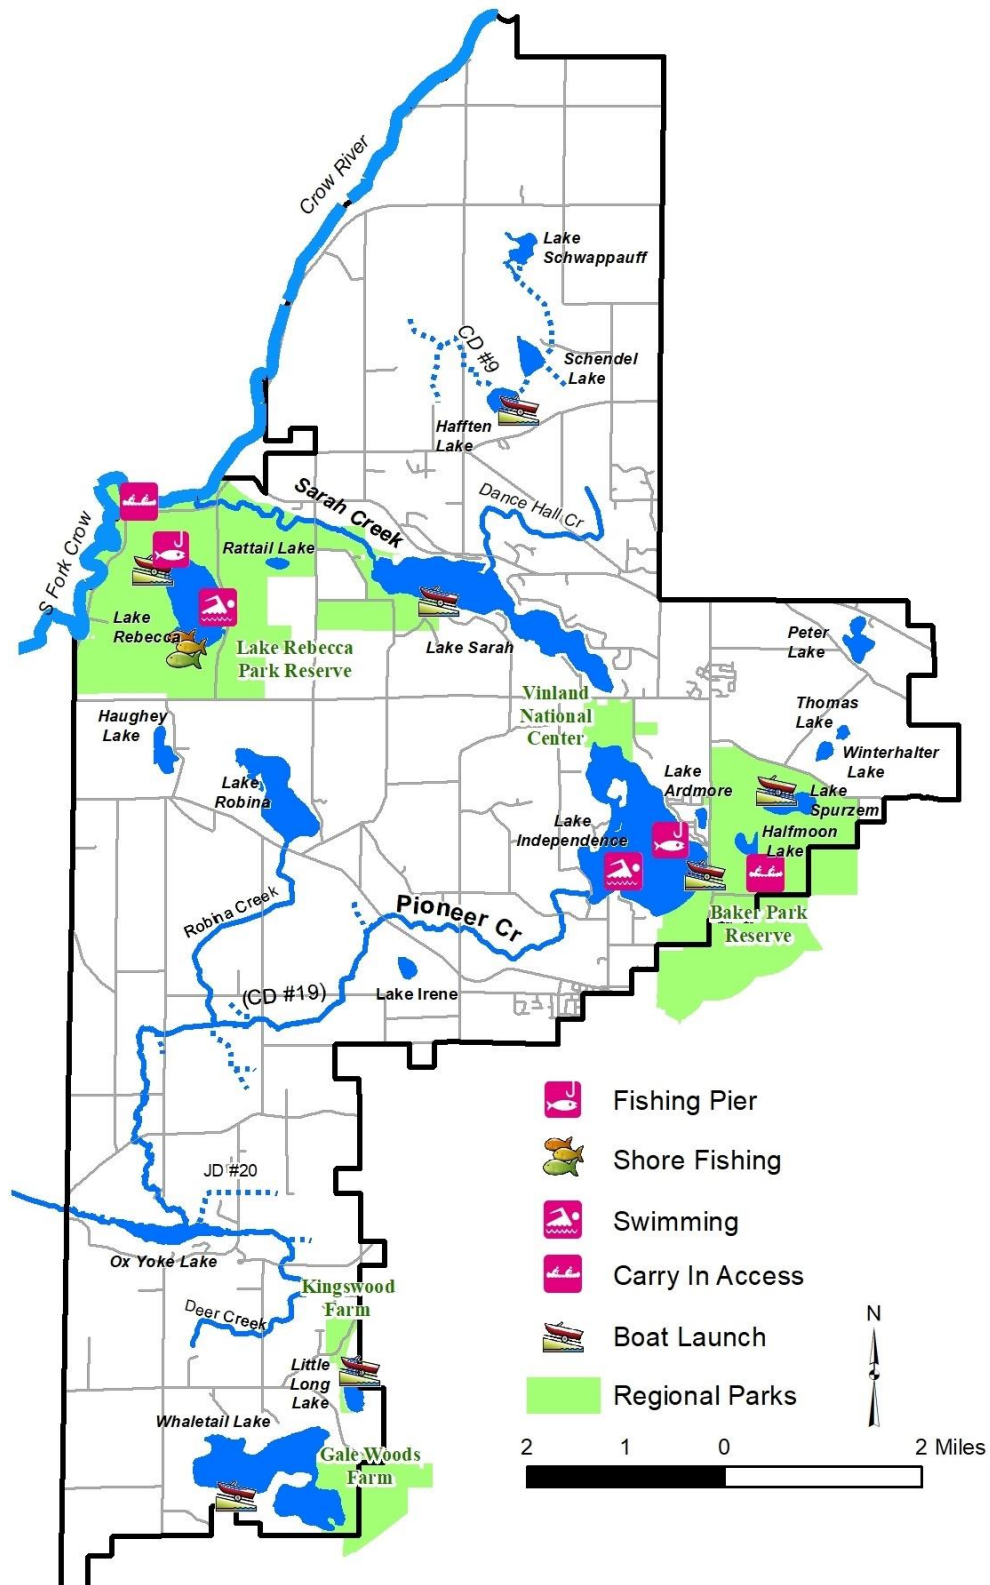 Crow River
Lake
Schwappauff
CD #9
Schendel
Lake
Hafften
Lake
Sarah Creek
Dance Hall Cr
S Fork Crow
Rattail Lake
Lake
Rebecca
Lake Rebecca
Park Reserve
Lake Sarah
Peter
Lake
Vinland
National
Center
Haughey
Lake
Thomas
Lake
Winterhalter
Lake
Lake
Robina
Lake
Ardmore
Lake
Spurzem
Lake
Independence
Halfmoon
Lake
Robina Creek
Pioneer Cr
Baker Park
Reserve
(CD #19)
Lake Irene
JD #20
Ox Yoke Lake
Kingswood
Farm
Deer Creek
Little
Long
Lake
Whaletail Lake
Gale Woods
Farm
Fishing Pier
Shore Fishing
Swimming
Carry In Access
Boat Launch
Regional Parks
N
2 1 0 2 Miles